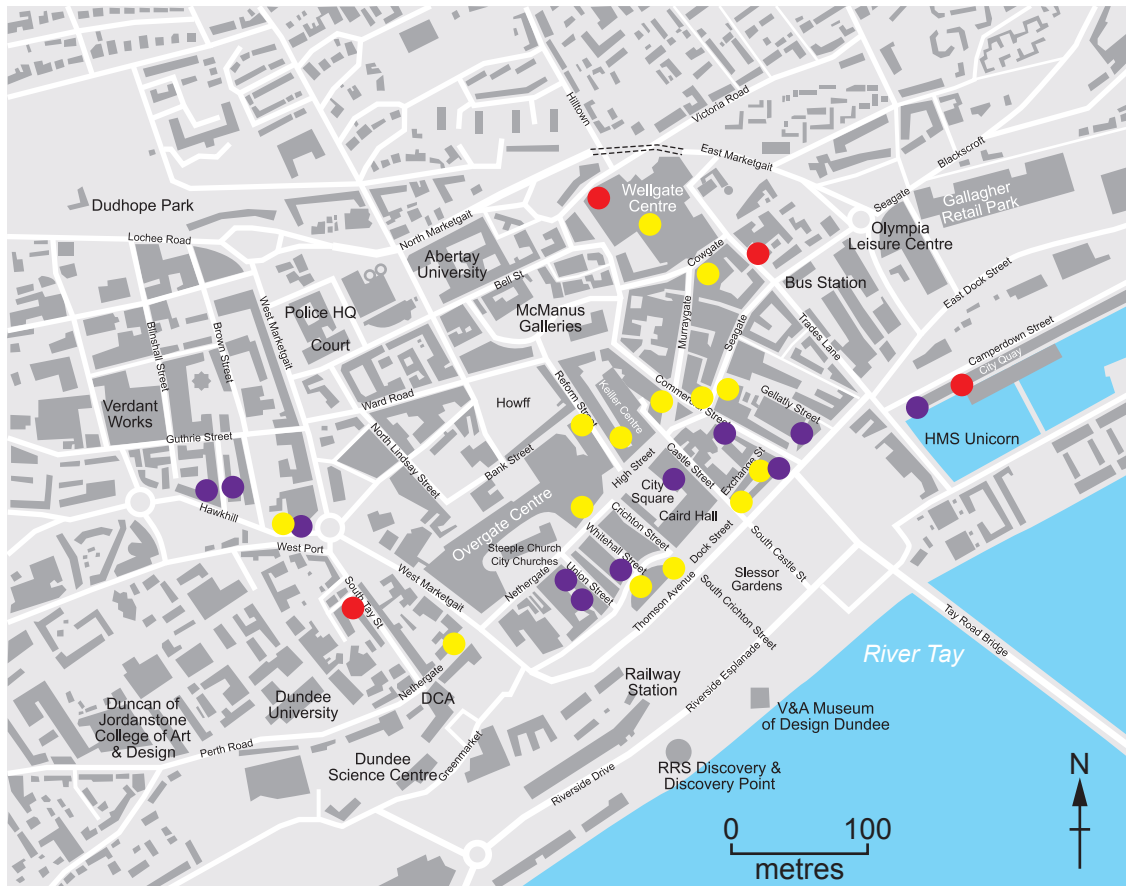 Hilltown
Victoria Road
East Marketgait
Blackscroft
Wellgate
Centre
Seagate
Gallagher
Retail Park
Dudhope Park
Lochee Road
North Marketgait
Olympia
Leisure Centre
Abertay
University
Bell St
Cowgate
Bus Station
East Dock Street
West Marketgait
Police HQ
Court
McManus
Galleries
Murraygate
Seagate
Trades Lane
Camperdown Street
City Quay
Blinshall Street
Brown Street
Ward Road
Reform Street
Keiller Centre
Commercial Street
Gellatly Street
Verdant
Works
Howff
Guthrie Street
North Lindsay Street
Bank Street
High Street
Castle Street
Exchange St
HMS Unicorn
City
Square
Caird Hall
Hawkhill
Overgate Centre
Crichton Street
Dock Street
West Port
Steeple Church
City Churches
Whitehall Street
South Castle St
West Marketgait
Nethergate
Union Street
Slessor
Gardens
South Tay St
Thomson Avenue
South Crichton Street
Tay Road Bridge
River Tay
Nethergate
Railway
Station
Riverside Esplanade
Dundee
University
DCA
Duncan of
Jordanstone
College of Art
& Design
V&A Museum
of Design Dundee
Perth Road
Dundee
Science Centre
Greenmarket
Riverside Drive
RRS Discovery &
Discovery Point
N
0
100
metres